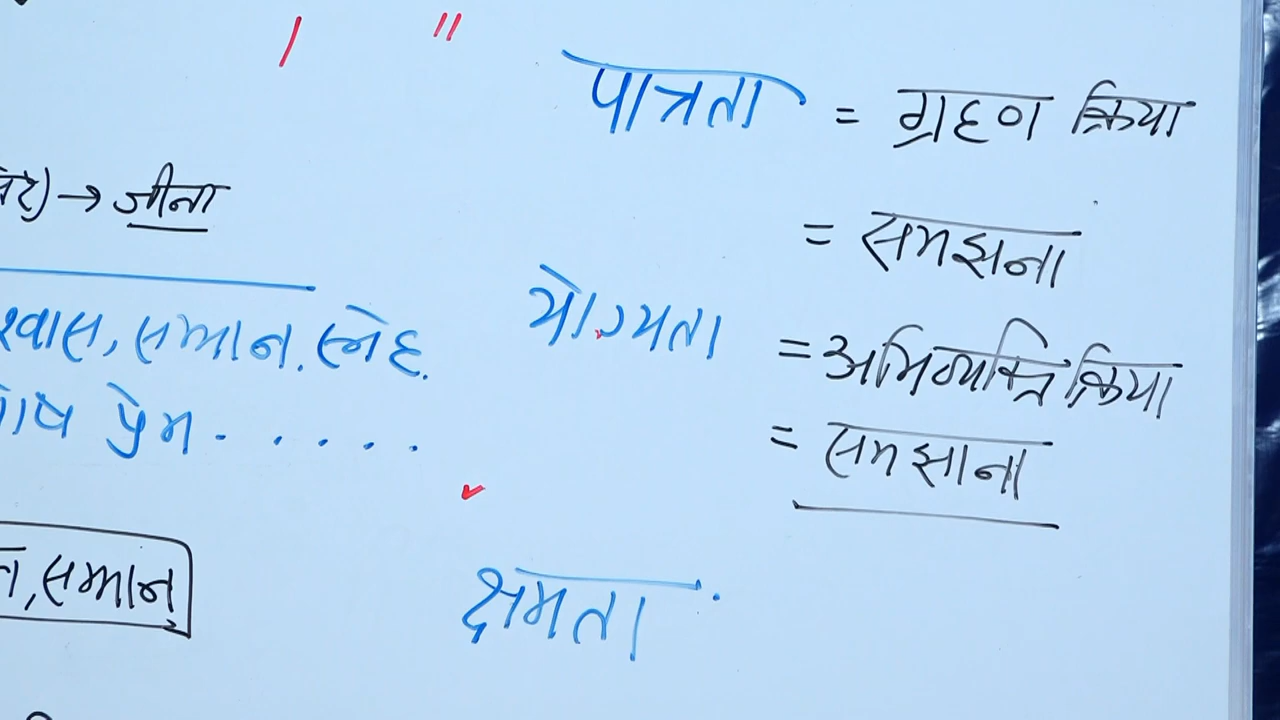 पात्रता = ग्रहण क्रिया
= समझना
→ जीना
योग्यता = अभिव्यक्ति क्रिया
= समझाना
सम्मान, स्नेह.
प्रेम. . . . . .
क्षमता
, सम्मान